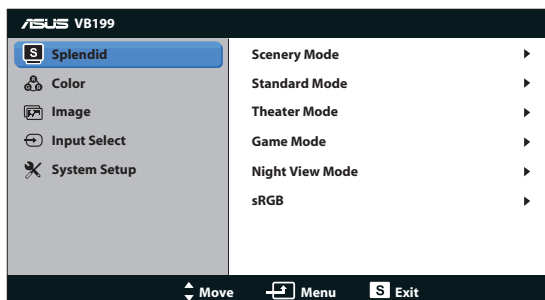 ASUS VB199
S Splendid
Color
Image
Input Select
System Setup
Scenery Mode
Standard Mode
Theater Mode
Game Mode
Night View Mode
sRGB
Move Menu S Exit